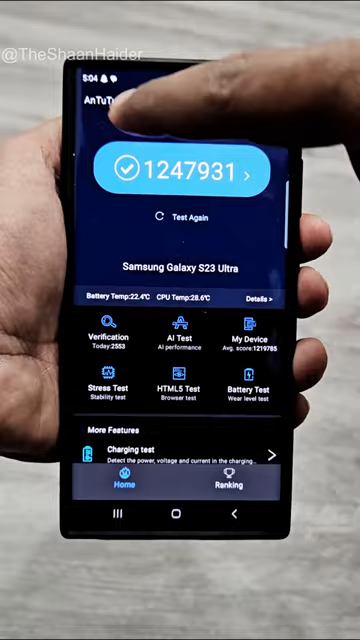 @TheShaanHaider
5:04
AnTuTu
1247931
Test Again
Samsung Galaxy S23 Ultra
Battery Temp:22.4℃ CPU Temp:28.6℃ Details >
Verification AI Test My Device
Today:2553 AI performance Avg. score:1219785
Stress Test HTML5 Test Battery Test
Stability test Browser test Wear level test
More Features
Charging test
Detect the power, voltage and current in the charging...
Home Ranking